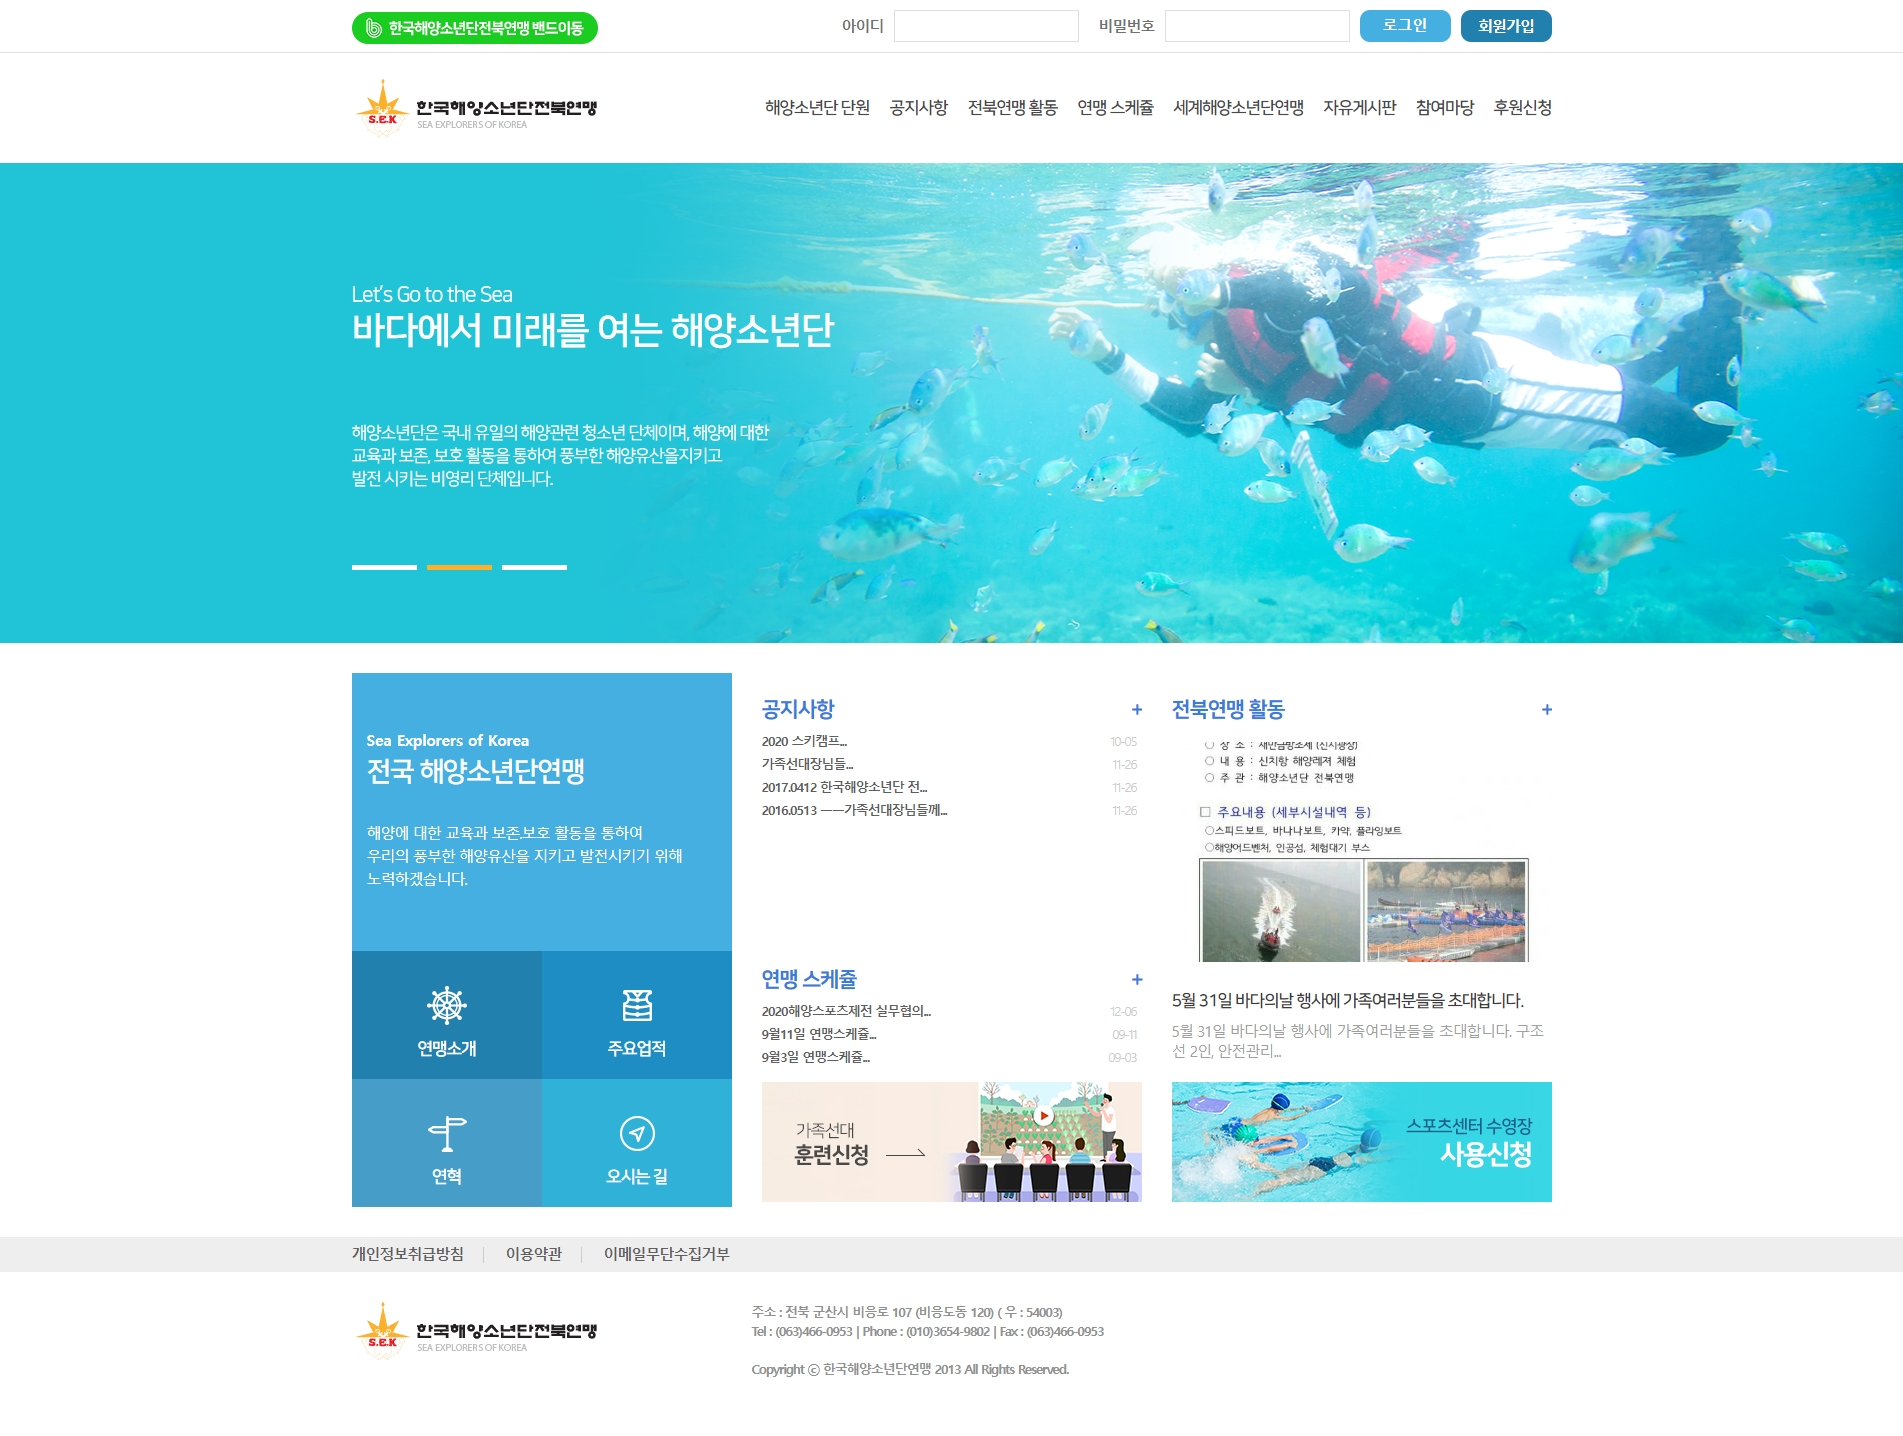 한국해양소년단전북연맹 밴드이동
아이디
비밀번호
로그인
회원가입
S.E.K
한국해양소년단전북연맹
SEA EXPLORERS OF KOREA
해양소년단 단원 공지사항 전북연맹 활동 연맹 스케쥴 세계해양소년단연맹 자유게시판 참여마당 후원신청
Let's Go to the Sea
바다에서 미래를 여는 해양소년단
해양소년단은 국내 유일의 해양관련 청소년 단체이며, 해양에 대한
교육과 보존, 보호 활동을 통하여 풍부한 해양유산을지키고
발전 시키는 비영리 단체입니다.
Sea Explorers of Korea
전국 해양소년단연맹
해양에 대한 교육과 보존,보호 활동을 통하여
우리의 풍부한 해양유산을 지키고 발전시키기 위해
노력하겠습니다.
연맹소개
주요업적
연혁
오시는 길
공지사항 +
2020 스키캠프... 10-05
가족선대장님들... 11-26
2017.0412 한국해양소년단 전... 11-26
2016.0513 ㅡㅡ가족선대장님들께... 11-26
연맹 스케쥴 +
2020해양스포츠제전 실무협의... 12-06
9월11일 연맹스케쥴... 09-11
9월3일 연맹스케쥴... 09-03
가족선대
훈련신청
전북연맹 활동 +
○ 장 소 : 새만금방조제 (신시광장)
○ 내 용 : 신치항 해양레져 체험
○ 주 관 : 해양소년단 전북연맹
□ 주요내용 (세부시설내역 등)
○스피드보트, 바나나보트, 카약, 플라잉보트
○해양어드벤처, 인공섬, 체험대기 부스
5월 31일 바다의날 행사에 가족여러분들을 초대합니다.
5월 31일 바다의날 행사에 가족여러분들을 초대합니다. 구조
선 2인, 안전관리...
스포츠센터 수영장
사용신청
개인정보취급방침
이용약관
이메일무단수집거부
S.E.K
한국해양소년단전북연맹
SEA EXPLORERS OF KOREA
주소 : 전북 군산시 비응로 107 (비응도동 120) ( 우 : 54003)
Tel : (063)466-0953 | Phone : (010)3654-9802 | Fax : (063)466-0953
Copyright ⓒ 한국해양소년단연맹 2013 All Rights Reserved.